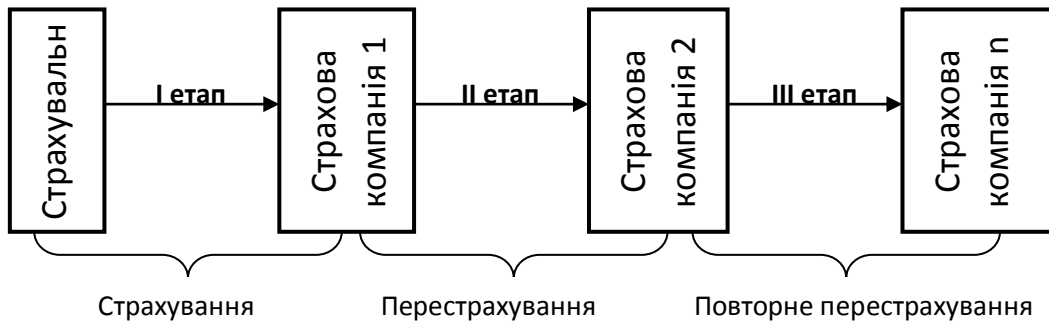 Страхувальн
I етап
Страхова
компанія 1
II етап
Страхова
компанія 2
III етап
Страхова
компанія n
Страхування
Перестрахування
Повторне перестрахування